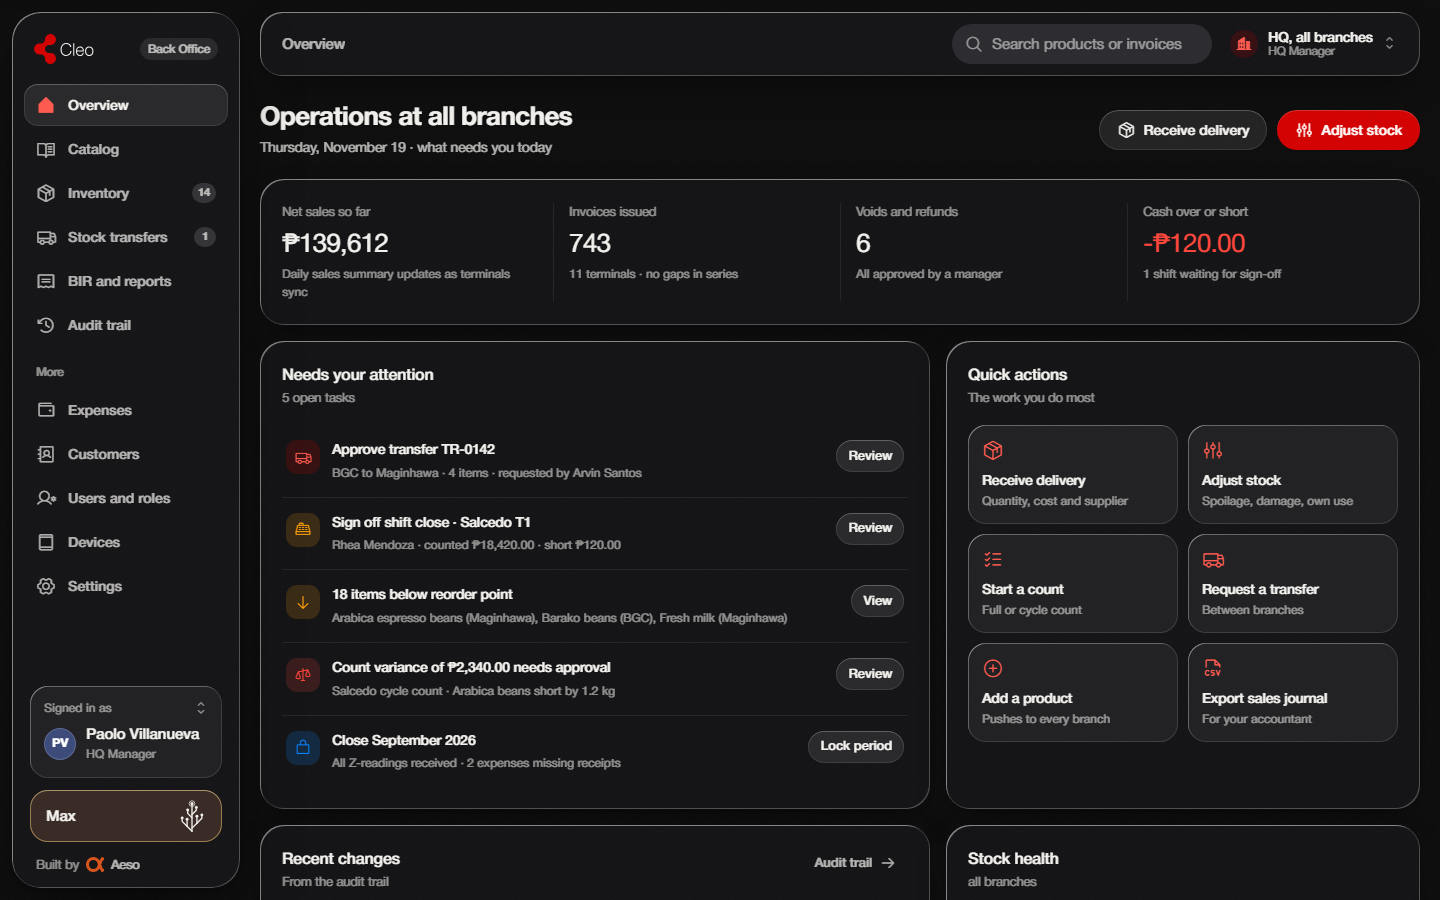 Cleo
Back Office
Overview
Catalog
Inventory 14
Stock transfers 1
BIR and reports
Audit trail
More
Expenses
Customers
Users and roles
Devices
Settings
Signed in as
PV
Paolo Villanueva
HQ Manager
Max
Built by Aeso
Overview
Search products or invoices
HQ, all branches
HQ Manager
Operations at all branches
Thursday, November 19 · what needs you today
Receive delivery
Adjust stock
Net sales so far
₱139,612
Daily sales summary updates as terminals
sync
Invoices issued
743
11 terminals · no gaps in series
Voids and refunds
6
All approved by a manager
Cash over or short
-₱120.00
1 shift waiting for sign-off
Needs your attention
5 open tasks
Approve transfer TR-0142
BGC to Maginhawa · 4 items · requested by Arvin Santos
Review
Sign off shift close · Salcedo T1
Rhea Mendoza · counted ₱18,420.00 · short ₱120.00
Review
18 items below reorder point
Arabica espresso beans (Maginhawa), Barako beans (BGC), Fresh milk (Maginhawa)
View
Count variance of ₱2,340.00 needs approval
Salcedo cycle count · Arabica beans short by 1.2 kg
Review
Close September 2026
All Z-readings received · 2 expenses missing receipts
Lock period
Quick actions
The work you do most
Receive delivery
Quantity, cost and supplier
Adjust stock
Spoilage, damage, own use
Start a count
Full or cycle count
Request a transfer
Between branches
Add a product
Pushes to every branch
CSV
Export sales journal
For your accountant
Recent changes
From the audit trail
Audit trail
Stock health
all branches